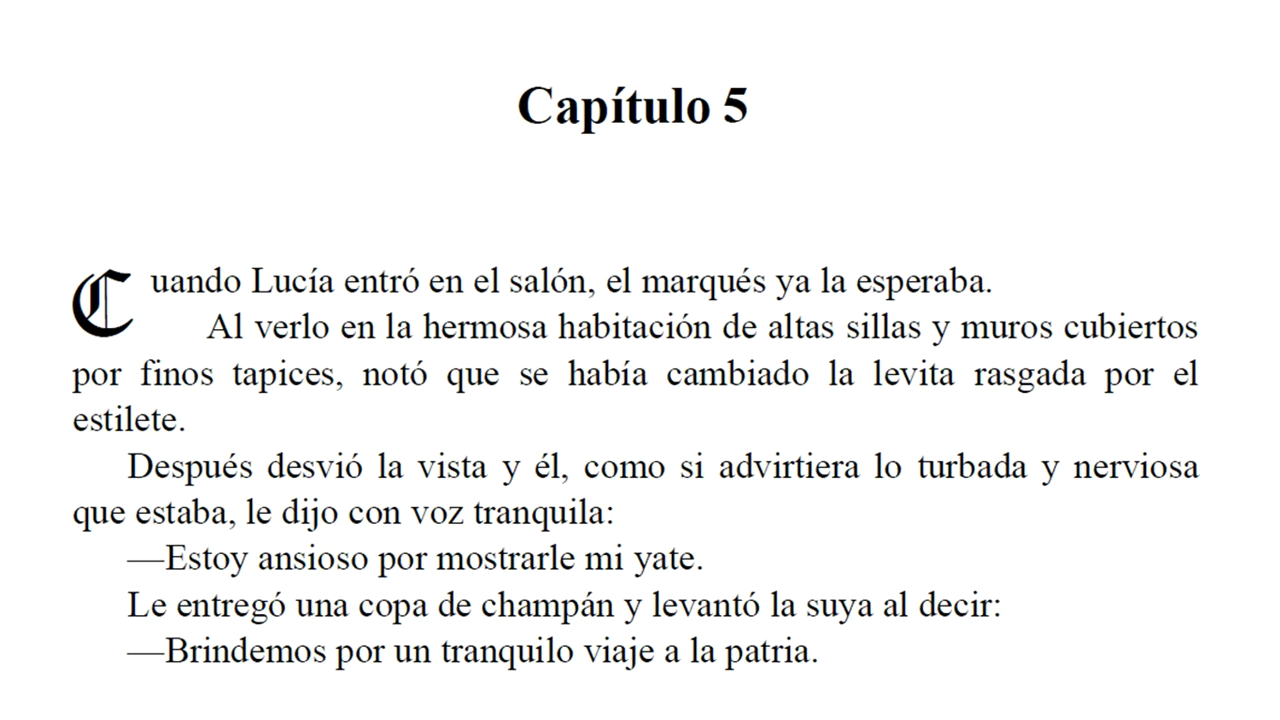 Capítulo 5
Cuando Lucía entró en el salón, el marqués ya la esperaba.
Al verlo en la hermosa habitación de altas sillas y muros cubiertos
por finos tapices, notó que se había cambiado la levita rasgada por el
estilete.
Después desvió la vista y él, como si advirtiera lo turbada y nerviosa
que estaba, le dijo con voz tranquila:
—Estoy ansioso por mostrarle mi yate.
Le entregó una copa de champán y levantó la suya al decir:
—Brindemos por un tranquilo viaje a la patria.